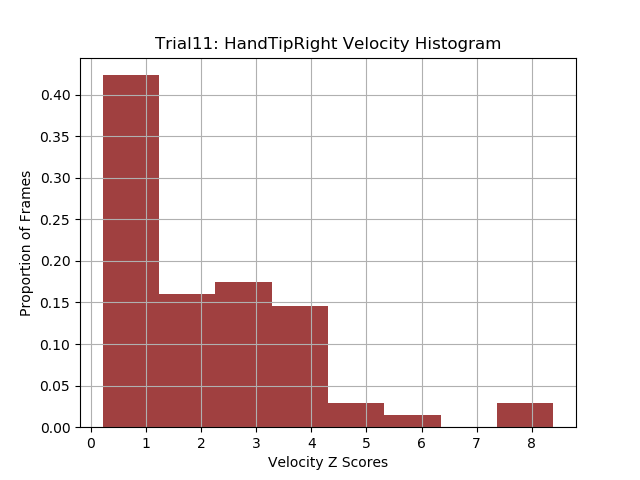 Trial11: HandTipRight Velocity Histogram
0.40
0.35
0.30
0.25
0.20
0.15
0.10
0.05
0.00
Proportion of Frames
0 1 2 3 4 5 6 7 8
Velocity Z Scores